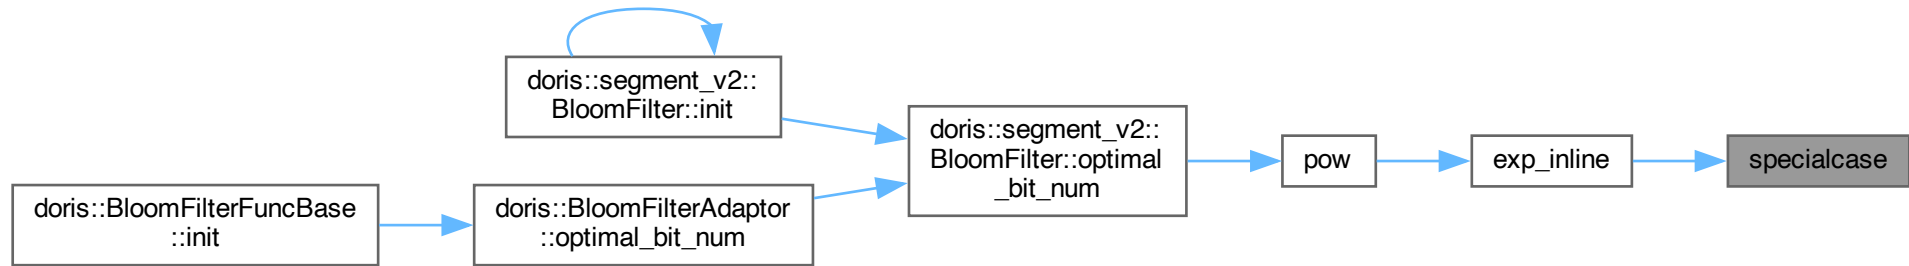 doris::segment_v2::
BloomFilter::init
doris::BloomFilterFuncBase
::init
doris::BloomFilterAdaptor
::optimal_bit_num
doris::segment_v2::
BloomFilter::optimal
_bit_num
pow
exp_inline
specialcase